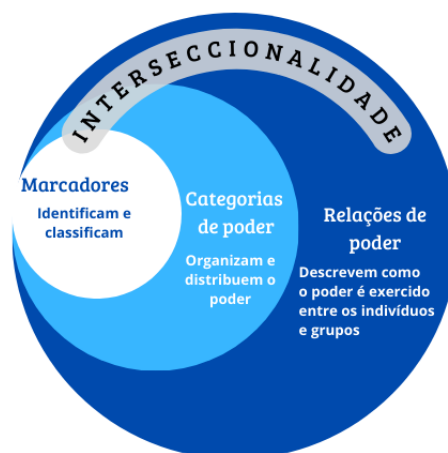 INTERSECCIONALIDADE
Marcadores
Identificam e
classificam
Categorias
de poder
Organizam e
distribuem o
poder
Relações de
poder
Descrevem como
o poder é exercido
entre os indivíduos
e grupos